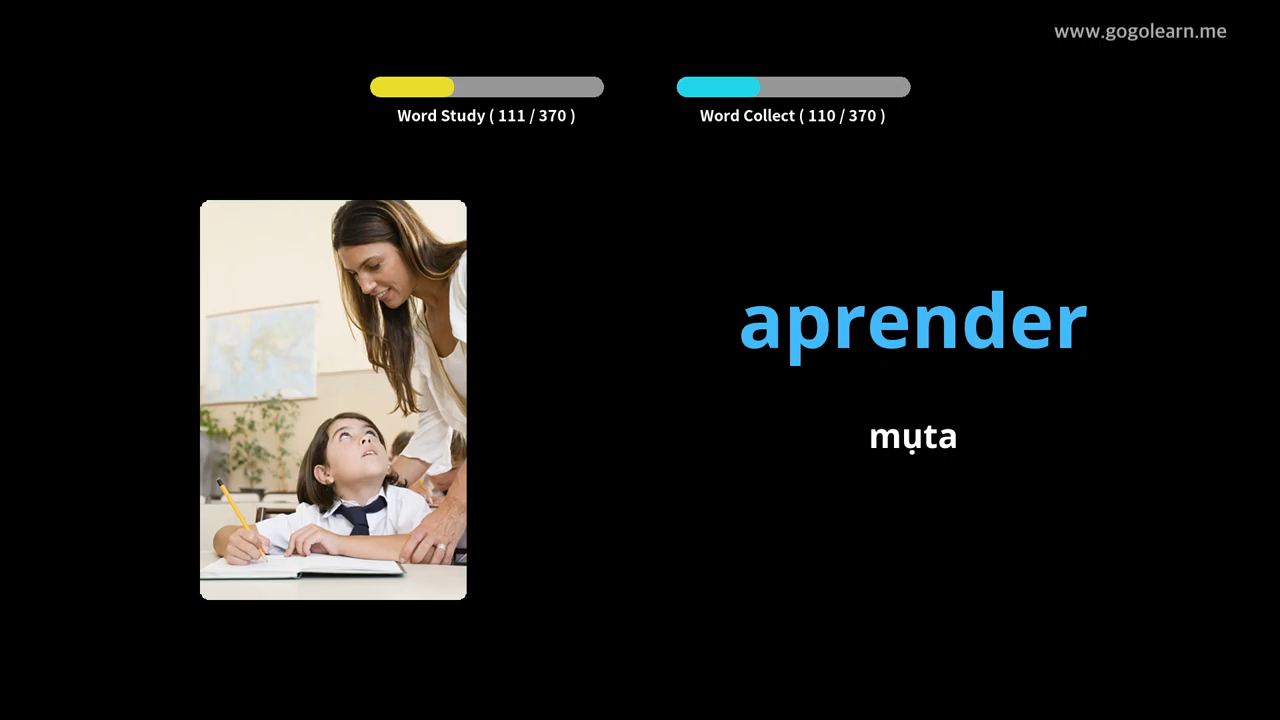 www.gogolearn.me
Word Study ( 111 / 370 )
Word Collect ( 110 / 370 )
aprender
mụta